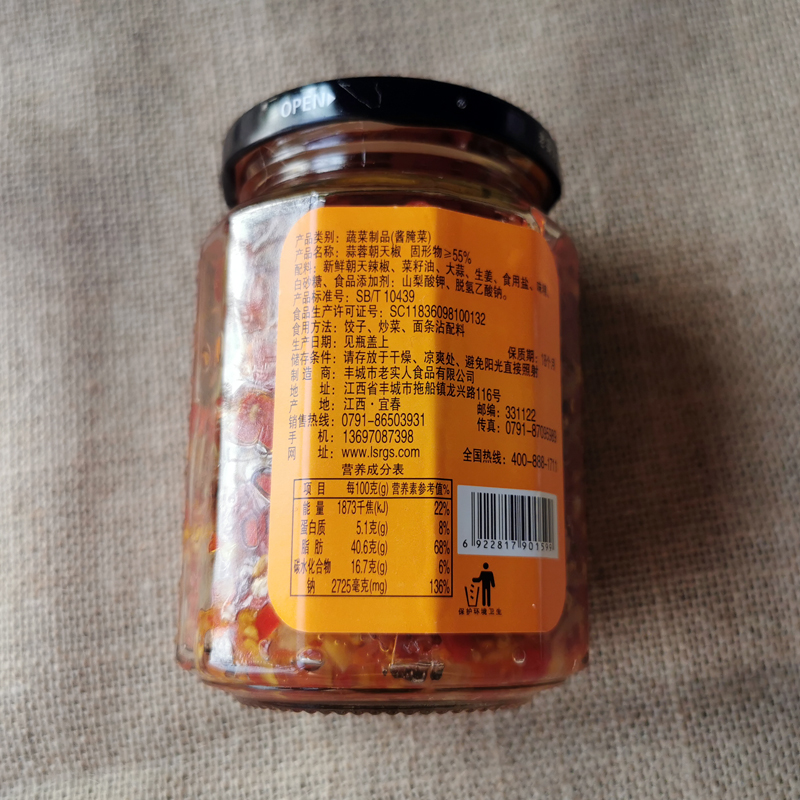 OPEN
产品类别：蔬菜制品(酱腌菜)
产品名称：蒜蓉朝天椒 固形物≥55%
配料：新鲜朝天辣椒、菜籽油、大蒜、生姜、食用盐、
白砂糖、食品添加剂：山梨酸钾、脱氢乙酸钠。
产品标准号：SB/T 10439
食品生产许可证号：SC11836098100132
食用方法：饺子、炒菜、面条沾配料
生产日期：见瓶盖上 保质期：
储存条件：请存放于干燥、凉爽处、避免阳光直接照射
制造商：丰城市老实人食品有限公司
地址：江西省丰城市拖船镇龙兴路116号
产地：江西·宜春 邮编：331122
销售热线：0791-86503931 传真：
手机：13697087398
网址：www.lsrgs.com 全国热线：
营养成分表
项目 每100克(g) 营养素参考值%
能量 1873千焦(kJ) 22%
蛋白质 5.1克(g) 8%
脂肪 40.6克(g) 68%
碳水化合物 16.7克(g) 6%
钠 2725毫克(mg) 136%
6 922817 90159
保护环境卫生